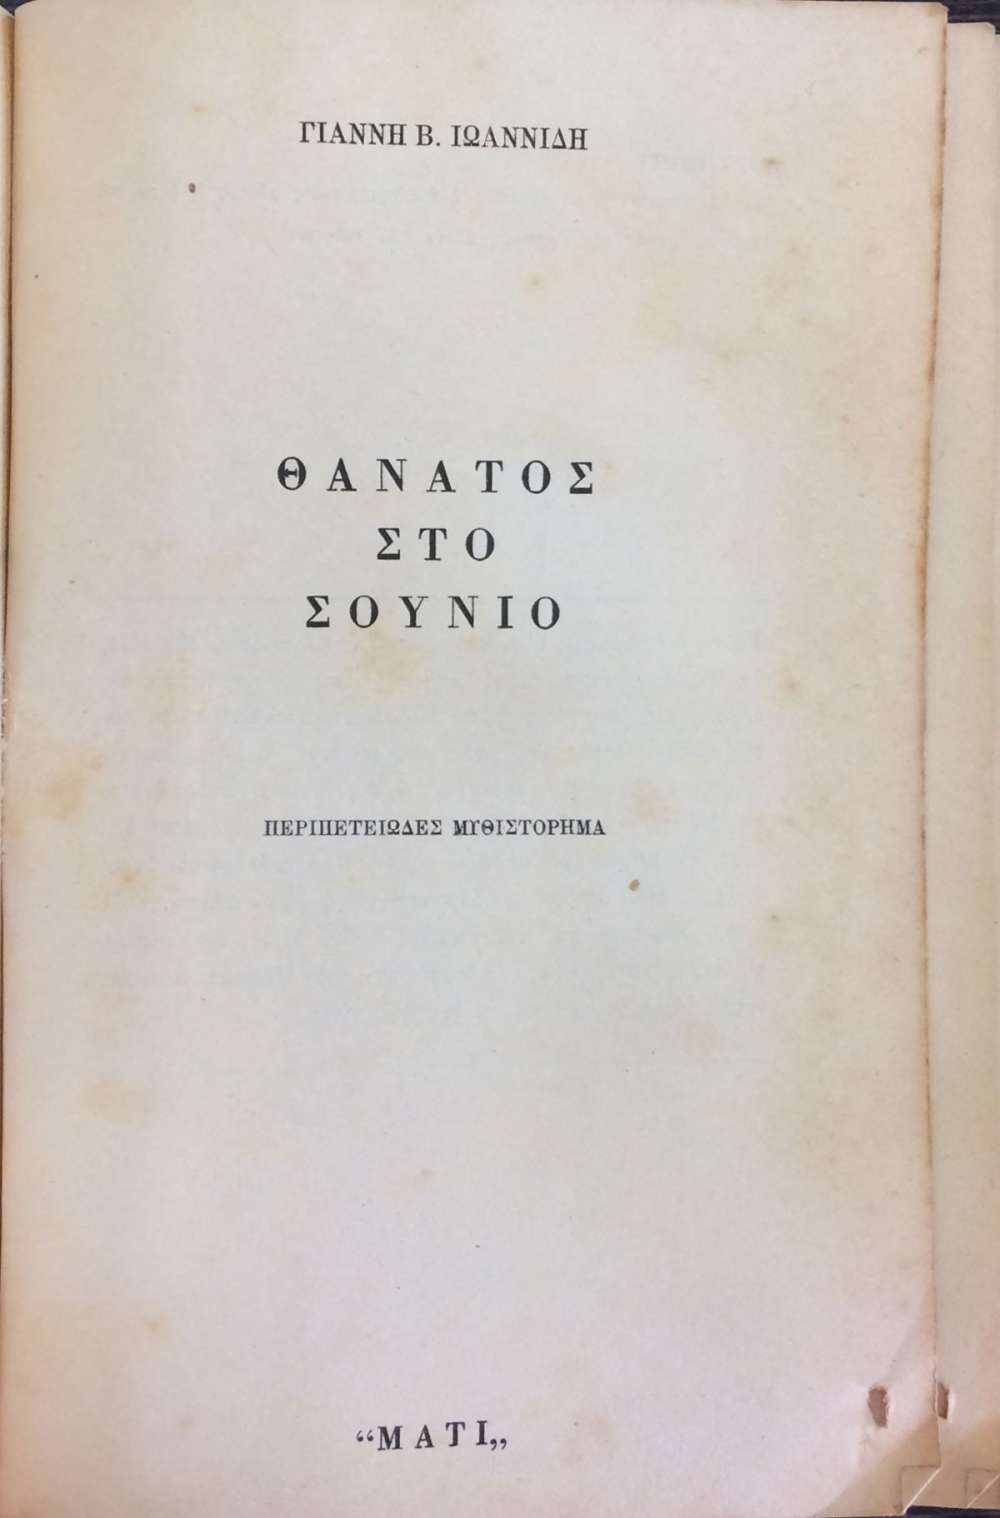 ΓΙΑΝΝΗ Β. ΙΩΑΝΝΙΔΗ
ΘΑΝΑΤΟΣ
ΣΤΟ
ΣΟΥΝΙΟ
ΠΕΡΙΠΕΤΕΙΩΔΕΣ ΜΥΘΙΣΤΟΡΗΜΑ
“ΜΑΤΙ„